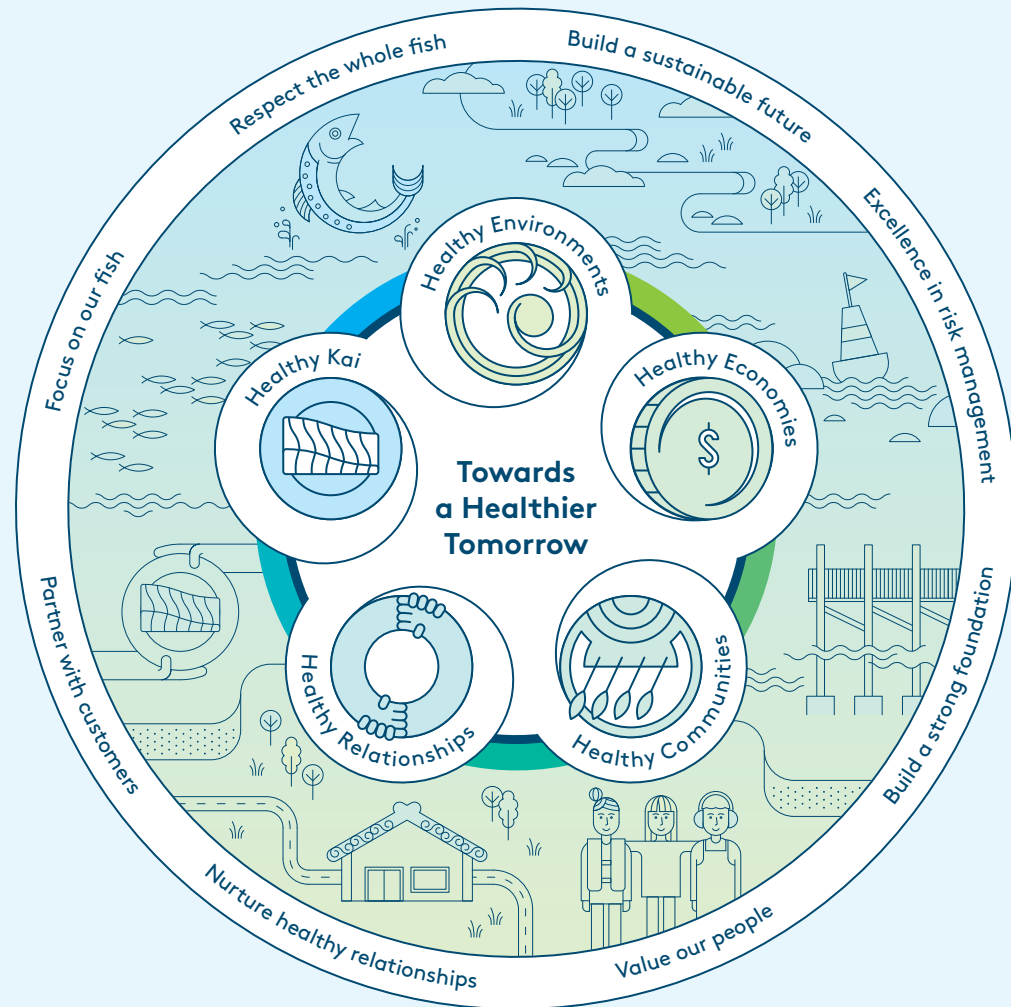 Respect the whole fish
Build a sustainable future
Excellence in risk management
Build a strong foundation
Value our people
Nurture healthy relationships
Partner with customers
Focus on our fish
Healthy Environments
Healthy Economies
$
Healthy Communities
Healthy Relationships
Healthy Kai
Towards
a Healthier
Tomorrow